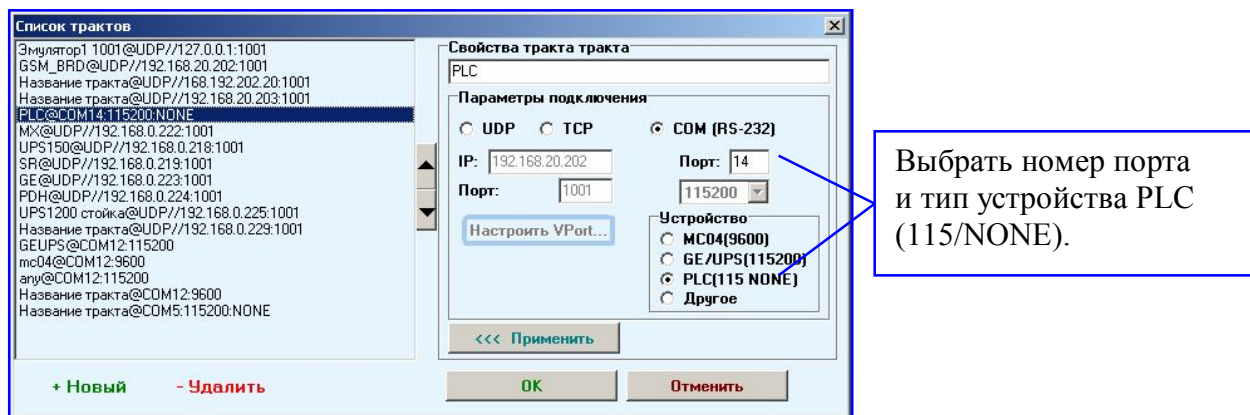 Список трактов
Эмулятор1 1001@UDP//127.0.0.1:1001
GSM_BRD@UDP//192.168.20.202:1001
Название тракта@UDP//168.192.202.20:1001
Название тракта@UDP//192.168.20.203:1001
PLC@COM14:115200:NONE
MX@UDP//192.168.0.222:1001
UPS150@UDP//192.168.0.218:1001
SR@UDP//192.168.0.219:1001
GE@UDP//192.168.0.223:1001
PDH@UDP//192.168.0.224:1001
UPS1200 стойка@UDP//192.168.0.225:1001
Название тракта@UDP//192.168.0.229:1001
GEUPS@COM12:115200
mc04@COM12:9600
any@COM12:115200
Название тракта@COM12:9600
Название тракта@COM5:115200:NONE
+ Новый - Удалить
Свойства тракта тракта
PLC
Параметры подключения
UDP TCP COM (RS-232)
IP: 192.168.20.202 Порт: 14
Порт: 1001 115200
Настроить VPort...
Устройство
MC04(9600)
GE/UPS(115200)
PLC(115 NONE)
Другое
<<< Применить
OK Отменить
Выбрать номер порта
и тип устройства PLC
(115/NONE).